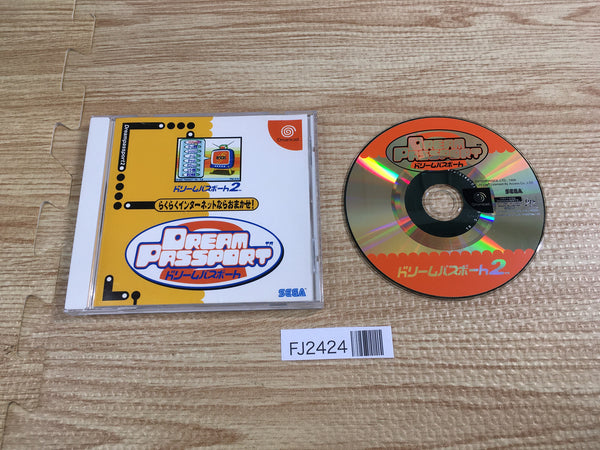 Dreampassport2
Dreamcast
ドリームパスポート2
らくらくインターネットならおまかせ!
DREAM
PASSPORT
TM
ドリームパスポート
SEGA
FJ2424
DREAM
PASSPORT
ドリームパスポート
SEGA
ドリームパスポート2